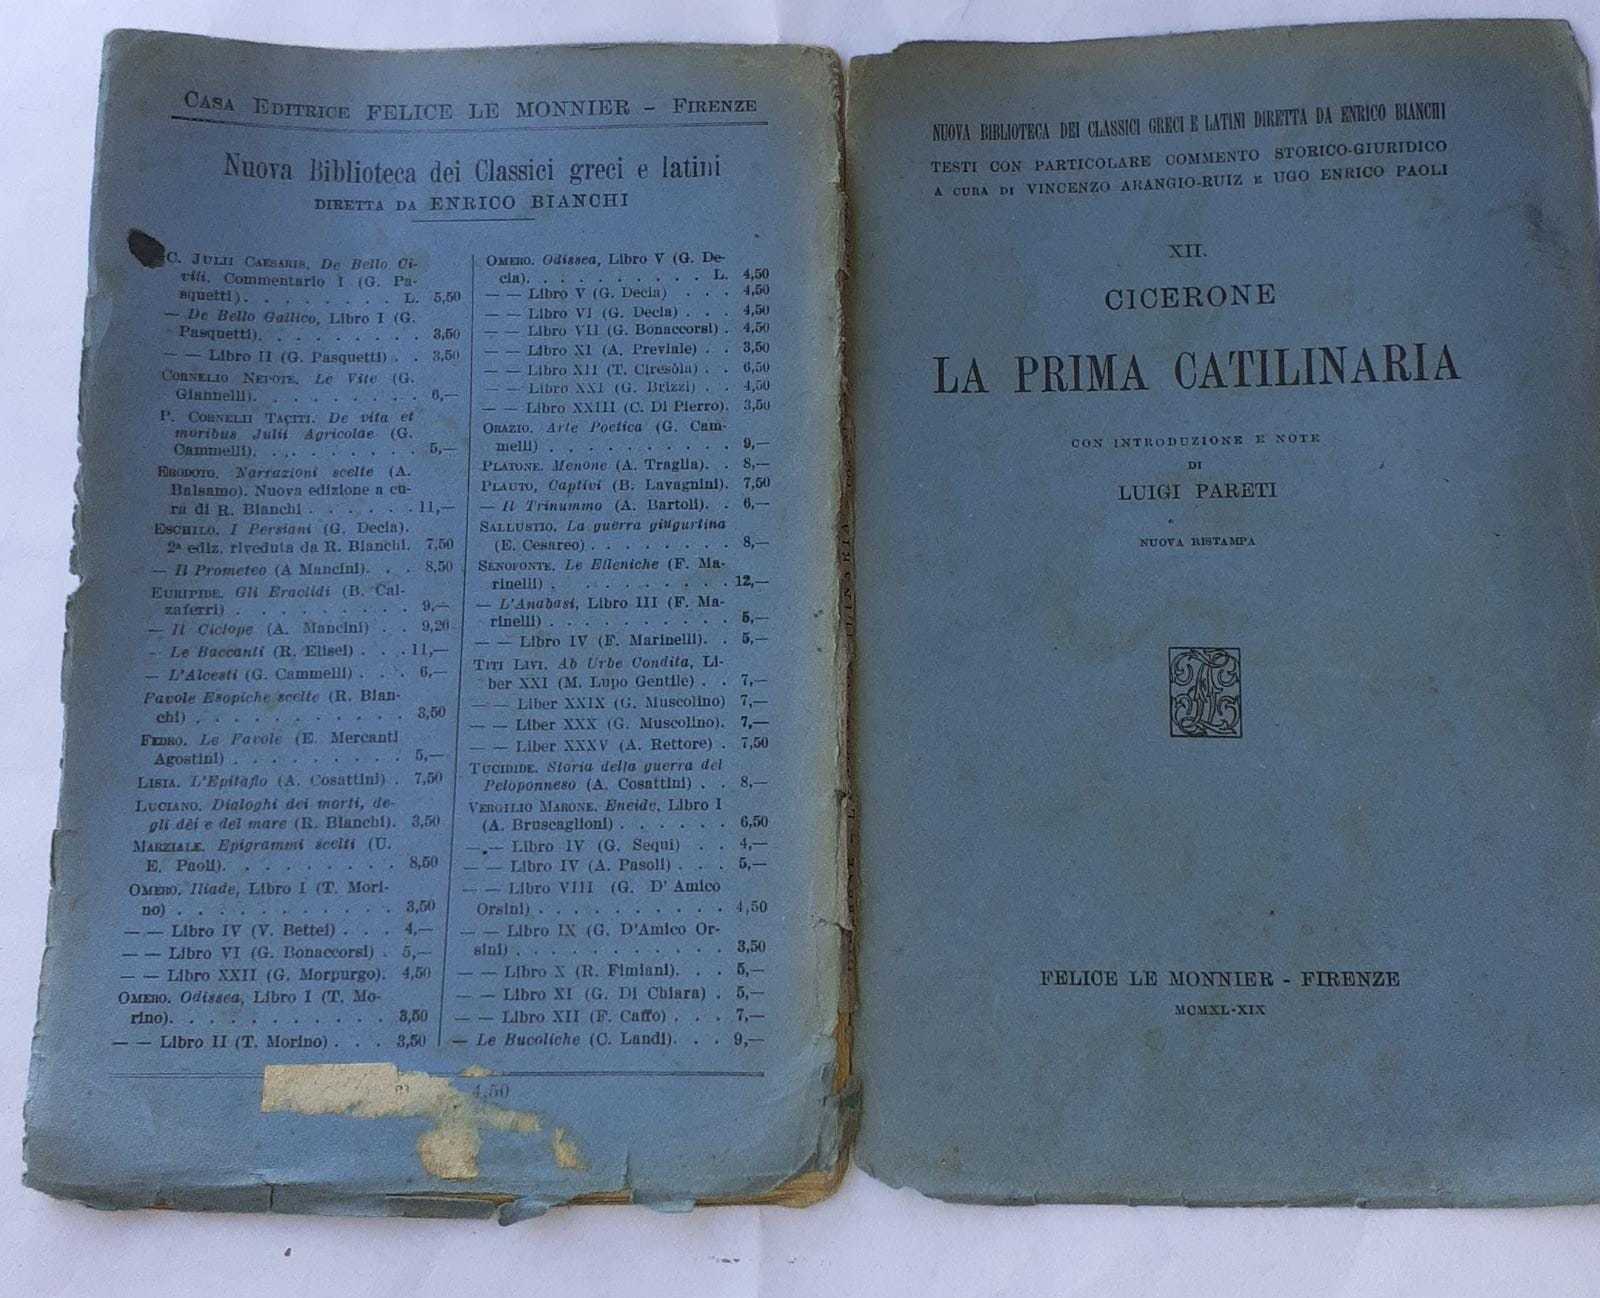 CASA EDITRICE FELICE LE MONNIER - FIRENZE
Nuova Biblioteca dei Classici greci e latini
DIRETTA DA ENRICO BIANCHI
C. JULII CAESARIS. De Bello Ci-
vili. Commentario I (G. Pa-
squetti). . . . . . . . L. 5,50
— De Bello Gallico, Libro I (G.
Pasquetti). . . . . . . . . 3,50
— — Libro II (G. Pasquetti) . . 3,50
CORNELIO NEPOTE. Le Vite (G.
Giannelli). . . . . . . . . 6,—
P. CORNELII TAÇITI. De vita et
moribus Julii Agricolae (G.
Cammelli). . . . . . . . . 5,—
ERODOTO. Narrazioni scelte (A.
Balsamo). Nuova edizione a cu-
ra di R. Bianchi . . . . . . 11,—
ESCHILO. I Persiani (G. Decia).
2ª ediz. riveduta da R. Bianchi. 7,50
— Il Prometeo (A Mancini). . . 8,50
EURIPIDE. Gli Eraclidi (B. Cal-
zaferri) . . . . . . . . . 9,—
— Il Ciclope (A. Mancini) . . 9,20
— Le Baccanti (R. Elisei) . . . 11,—
— L'Alcesti (G. Cammelli) . . . 6,—
Favole Esopiche scelte (R. Bian-
chi) . . . . . . . . . . . 3,50
FEDRO. Le Favole (E. Mercanti
Agostini) . . . . . . . . . 5,—
LISIA. L'Epitafio (A. Cosattini) . 7,50
LUCIANO. Dialoghi dei morti, de-
gli dèi e del mare (R. Bianchi). 3,50
MARZIALE. Epigrammi scelti (U.
E. Paoli). . . . . . . . . 8,50
OMERO. Iliade, Libro I (T. Mori-
no) . . . . . . . . . . . 3,50
— — Libro IV (V. Bettei) . . . 4,—
— — Libro VI (G. Bonaccorsi) . 5,—
— — Libro XXII (G. Morpurgo). 4,50
OMERO. Odissea, Libro I (T. Mo-
rino). . . . . . . . . . . 3,50
— — Libro II (T. Morino) . . . 3,50
OMERO. Odissea, Libro V (G. De-
cia). . . . . . . . . . L. 4,50
— — Libro V (G. Decia) . . . 4,50
— — Libro VI (G. Decia) . . . 4,50
— — Libro VII (G. Bonaccorsi) . 4,50
— — Libro XI (A. Previale) . . 3,50
— — Libro XII (T. Ciresòla) . . 6,50
— — Libro XXI (G. Brizzi) . . 4,50
— — Libro XXIII (C. Di Pierro). 3,50
ORAZIO. Arte Poetica (G. Cam-
melli) . . . . . . . . . . 9,—
PLATONE. Menone (A. Traglia). . 8,—
PLAUTO, Captivi (B. Lavagnini). 7,50
— Il Trinummo (A. Bartoli). . 6,—
SALLUSTIO. La guerra giugurtina
(E. Cesareo) . . . . . . . . 8,—
SENOFONTE. Le Elleniche (F. Ma-
rinelli) . . . . . . . . . . 12,—
— L'Anabasi, Libro III (F. Ma-
rinelli) . . . . . . . . . . 5,—
— — Libro IV (F. Marinelli). . 5,—
TITI LIVI. Ab Urbe Condita, Li-
ber XXI (M. Lupo Gentile) . . 7,—
— — Liber XXIX (G. Muscolino) 7,—
— — Liber XXX (G. Muscolino). 7,—
— — Liber XXXV (A. Rettore) . 7,50
TUCIDIDE. Storia della guerra del
Peloponneso (A. Cosattini) . . 8,—
VERGILIO MARONE. Eneide, Libro I
(A. Bruscaglioni) . . . . . . 6,50
— — Libro IV (G. Sequi) . . 4,—
— — Libro IV (A. Pasoli) . . . 5,—
— — Libro VIII (G. D'Amico
Orsini) . . . . . . . . . . 4,50
— — Libro IX (G. D'Amico Or-
sini) . . . . . . . . . . . 3,50
— — Libro X (R. Fimiani). . . 5,—
— — Libro XI (G. Di Chiara) . 5,—
— — Libro XII (F. Caffo) . . . 7,—
— Le Bucoliche (C. Landi). . . 9,—
4,50
NUOVA BIBLIOTECA DEI CLASSICI GRECI E LATINI DIRETTA DA ENRICO BIANCHI
TESTI CON PARTICOLARE COMMENTO STORICO-GIURIDICO
A CURA DI VINCENZO ARANGIO-RUIZ E UGO ENRICO PAOLI
XII.
CICERONE
LA PRIMA CATILINARIA
CON INTRODUZIONE E NOTE
DI
LUIGI PARETI
NUOVA RISTAMPA
FELICE LE MONNIER - FIRENZE
MCMXL-XIX